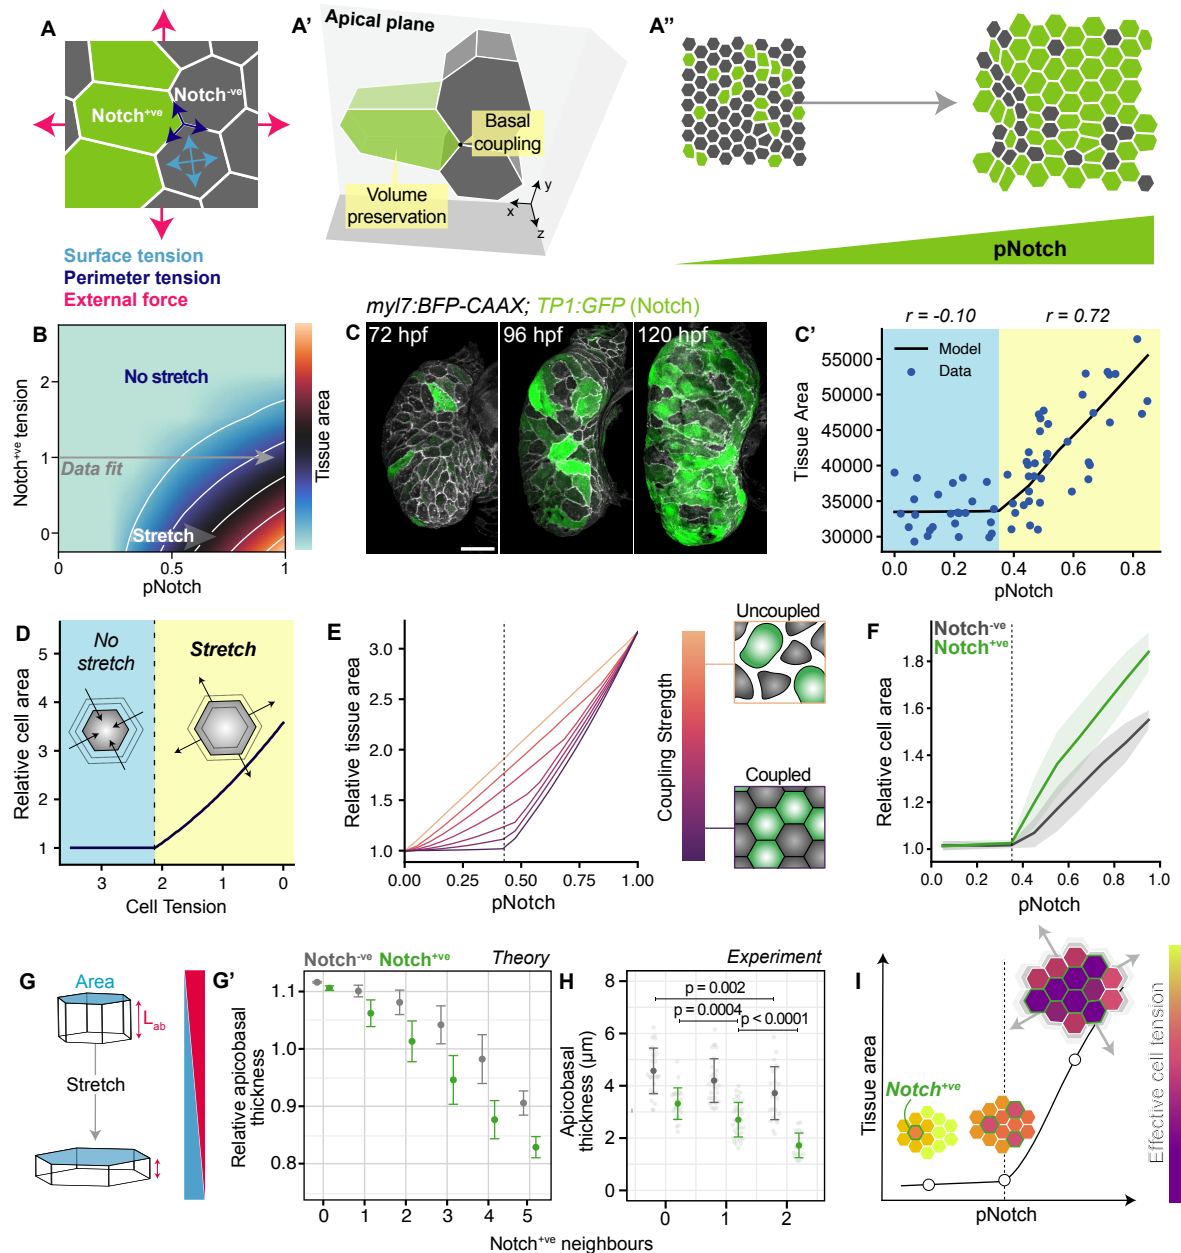 A
Notch+ve
Notch-ve
Surface tension
Perimeter tension
External force
A'
Apical plane
Basal
coupling
Volume
preservation
x
y
z
A''
pNotch
B
Notch+ve tension
2
1
0
No stretch
Data fit
Stretch
0
0.5
1
pNotch
Tissue area
myl7:BFP-CAAX; TP1:GFP (Notch)
C
72 hpf
96 hpf
120 hpf
C'
r = -0.10
r = 0.72
Model
Data
Tissue Area
55000
50000
45000
40000
35000
30000
0.0
0.2
0.4
0.6
0.8
pNotch
D
No
stretch
Stretch
Relative cell area
5
4
3
2
1
3
2
1
0
Cell Tension
E
Relative tissue area
3.0
2.5
2.0
1.5
1.0
0.00
0.25
0.50
0.75
1.00
pNotch
Coupling Strength
Uncoupled
Coupled
F
Notch-ve
Notch+ve
Relative cell area
1.8
1.6
1.4
1.2
1.0
0.0
0.2
0.4
0.6
0.8
1.0
pNotch
G
Area
Lab
Stretch
G'
Notch-ve Notch+ve
Theory
Relative apicobasal
thickness
1.1
1.0
0.9
0.8
0
1
2
3
4
5
Notch+ve neighbours
H
Experiment
p = 0.002
p = 0.0004
p < 0.0001
Apicobasal
thickness (μm)
8
6
4
2
0
0
1
2
I
Tissue area
Notch+ve
pNotch
Effective cell tension